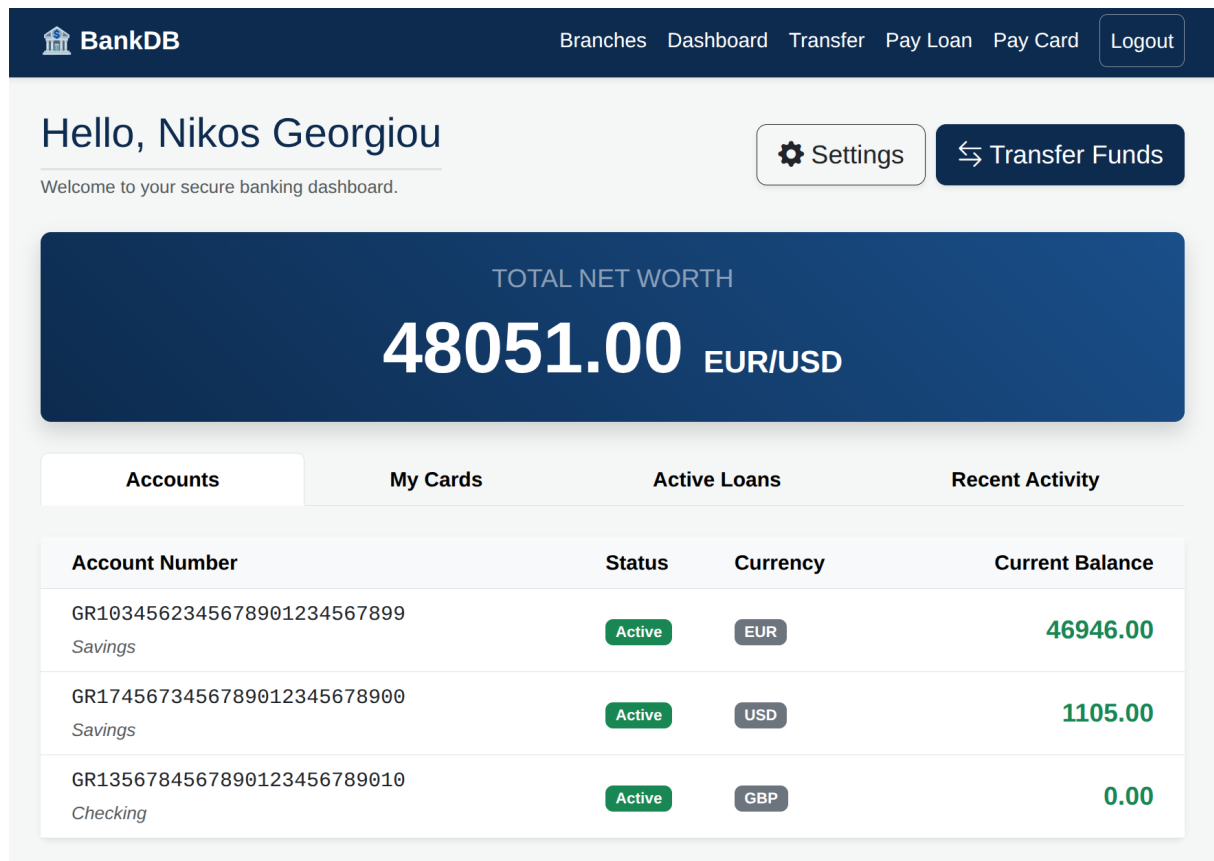 BankDB
Branches Dashboard Transfer Pay Loan Pay Card Logout
Hello, Nikos Georgiou
Welcome to your secure banking dashboard.
Settings
Transfer Funds
TOTAL NET WORTH
48051.00 EUR/USD
Accounts My Cards Active Loans Recent Activity
Account Number Status Currency Current Balance
GR1034562345678901234567899
Savings
Active EUR 46946.00
GR1745673456789012345678900
Savings
Active USD 1105.00
GR1356784567890123456789010
Checking
Active GBP 0.00